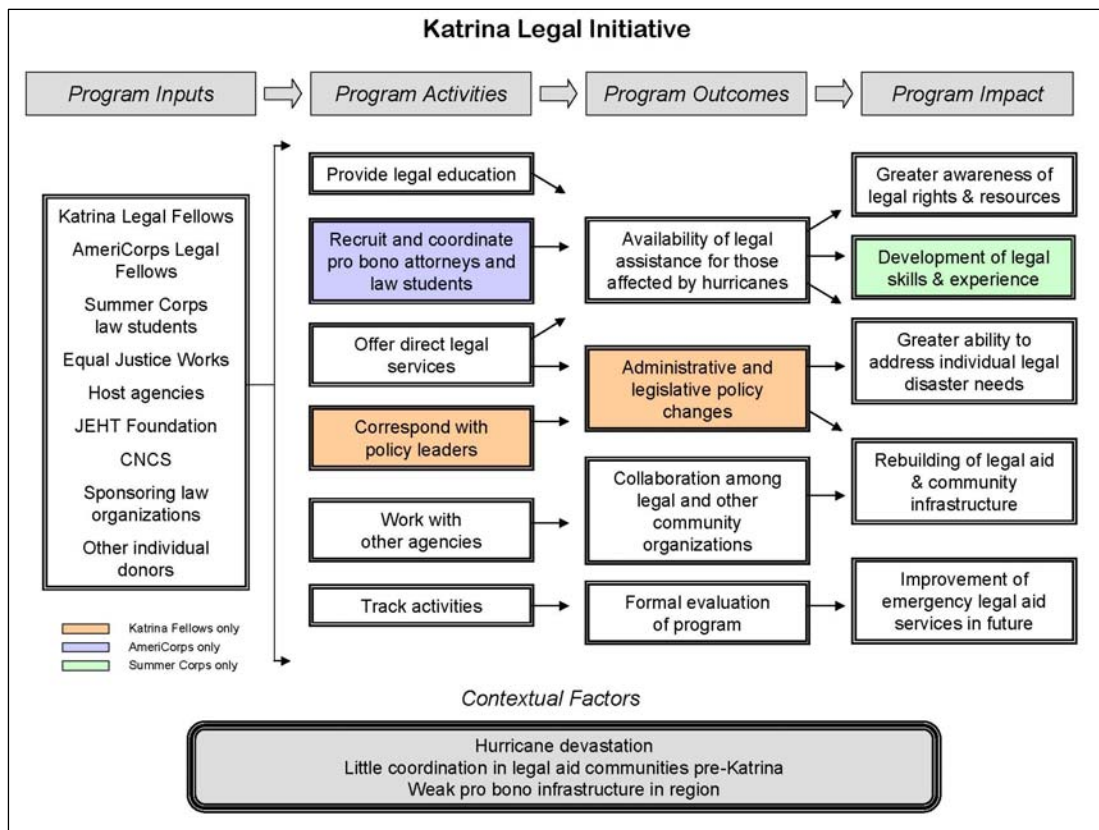 Katrina Legal Initiative
Program Inputs
Program Activities
Program Outcomes
Program Impact
Katrina Legal Fellows
AmeriCorps Legal
Fellows
Summer Corps
law students
Equal Justice Works
Host agencies
JEHT Foundation
CNCS
Sponsoring law
organizations
Other individual
donors
Provide legal education
Recruit and coordinate
pro bono attorneys and
law students
Offer direct legal
services
Correspond with
policy leaders
Work with
other agencies
Track activities
Availability of legal
assistance for those
affected by hurricanes
Administrative and
legislative policy
changes
Collaboration among
legal and other
community
organizations
Formal evaluation
of program
Greater awareness of
legal rights & resources
Development of legal
skills & experience
Greater ability to
address individual legal
disaster needs
Rebuilding of legal aid
& community
infrastructure
Improvement of
emergency legal aid
services in future
Katrina Fellows only
AmeriCorps only
Summer Corps only
Contextual Factors
Hurricane devastation
Little coordination in legal aid communities pre-Katrina
Weak pro bono infrastructure in region